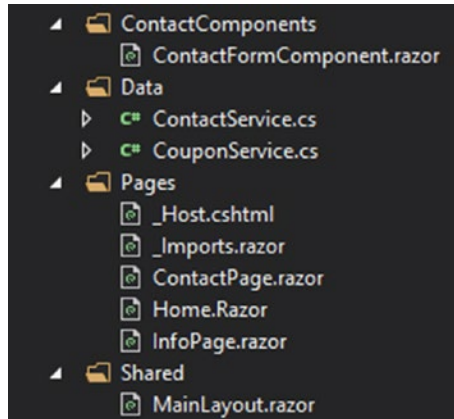 ContactComponents
ContactFormComponent.razor
Data
C# ContactService.cs
C# CouponService.cs
Pages
_Host.cshtml
_Imports.razor
ContactPage.razor
Home.Razor
InfoPage.razor
Shared
MainLayout.razor